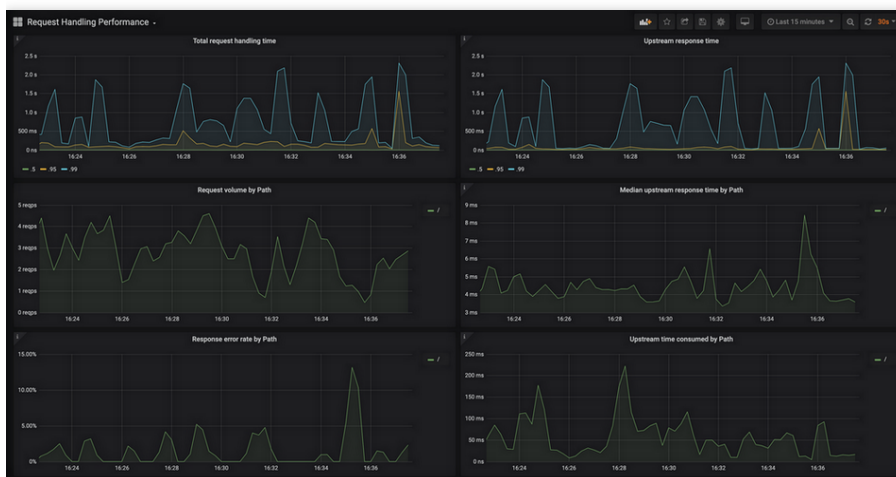 Request Handling Performance
Last 15 minutes
30s
Total request handling time
2.5 s
2.0 s
1.5 s
1.0 s
500 ms
0 ns
16:24 16:26 16:28 16:30 16:32 16:34 16:36
.5 .95 .99
Upstream response time
2.5 s
2.0 s
1.5 s
1.0 s
500 ms
0 ns
16:24 16:26 16:28 16:30 16:32 16:34 16:36
.5 .95 .99
Request volume by Path
5 reqps
4 reqps
3 reqps
2 reqps
1 reqps
0 reqps
16:24 16:26 16:28 16:30 16:32 16:34 16:36
/
Median upstream response time by Path
9 ms
8 ms
7 ms
6 ms
5 ms
4 ms
3 ms
16:24 16:26 16:28 16:30 16:32 16:34 16:36
/
Response error rate by Path
15.00%
10.00%
5.00%
0%
16:24 16:26 16:28 16:30 16:32 16:34 16:36
/
Upstream time consumed by Path
250 ms
200 ms
150 ms
100 ms
50 ms
0 ns
16:24 16:26 16:28 16:30 16:32 16:34 16:36
/